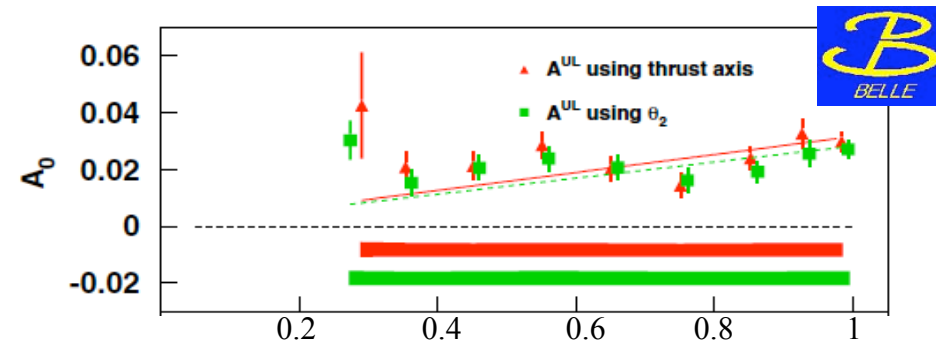 0.06
0.04
0.02
0
-0.02
A₀
A^UL using thrust axis
A^UL using θ₂
B
BELLE
0.2 0.4 0.6 0.8 1